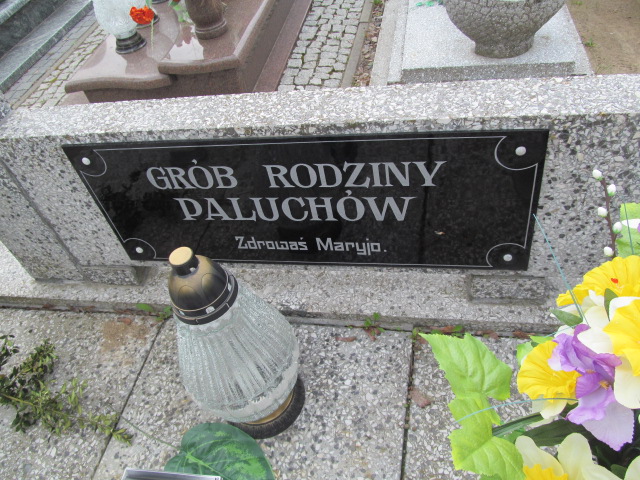 GRÓB RODZINY
PALUCHÓW
Zdrowaś Maryjo.